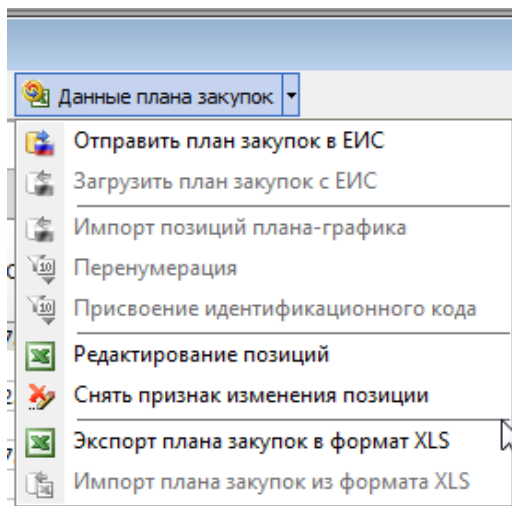 Данные плана закупок
Отправить план закупок в ЕИС
Загрузить план закупок с ЕИС
Импорт позиций плана-графика
Перенумерация
Присвоение идентификационного кода
Редактирование позиций
Снять признак изменения позиции
Экспорт плана закупок в формат XLS
Импорт плана закупок из формата XLS